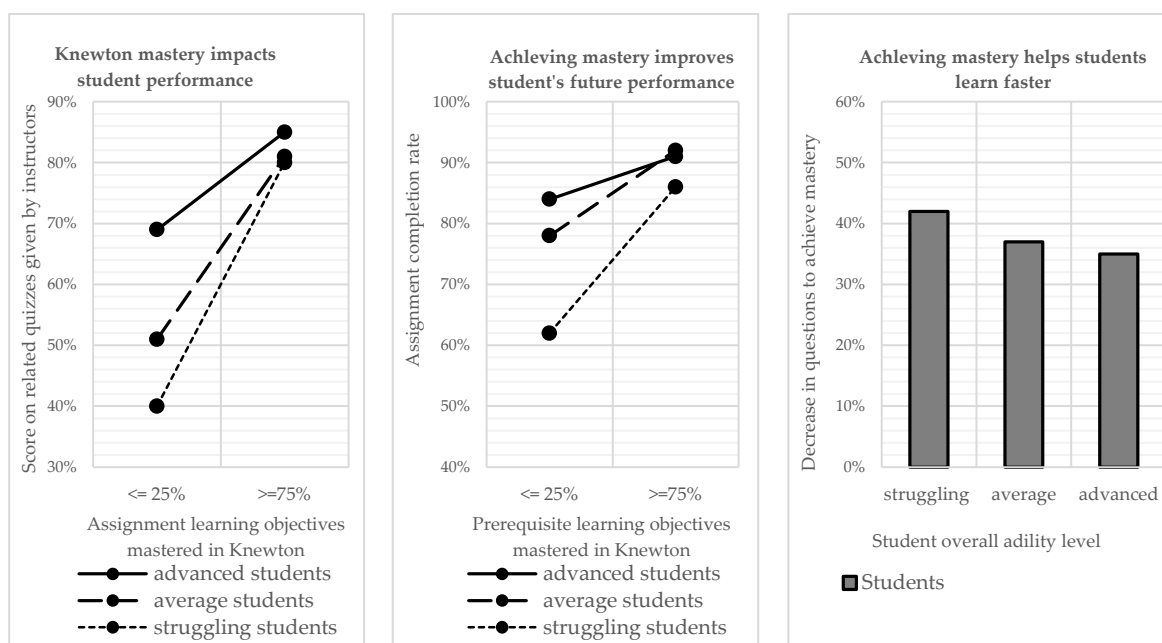 Knewton mastery impacts
student performance
Score on related quizzes given by instructors
90%
80%
70%
60%
50%
40%
30%
<= 25%
>=75%
Assignment learning objectives
mastered in Knewton
advanced students
average students
struggling students
Achieving mastery improves
student's future performance
Assignment completion rate
100%
90%
80%
70%
60%
50%
40%
<= 25%
>=75%
Prerequisite learning objectives
mastered in Knewton
advanced students
average students
struggling students
Achleving mastery helps students
learn faster
Decrease in questions to achieve mastery
60%
50%
40%
30%
20%
10%
0%
struggling
average
advanced
Student overall adility level
Students